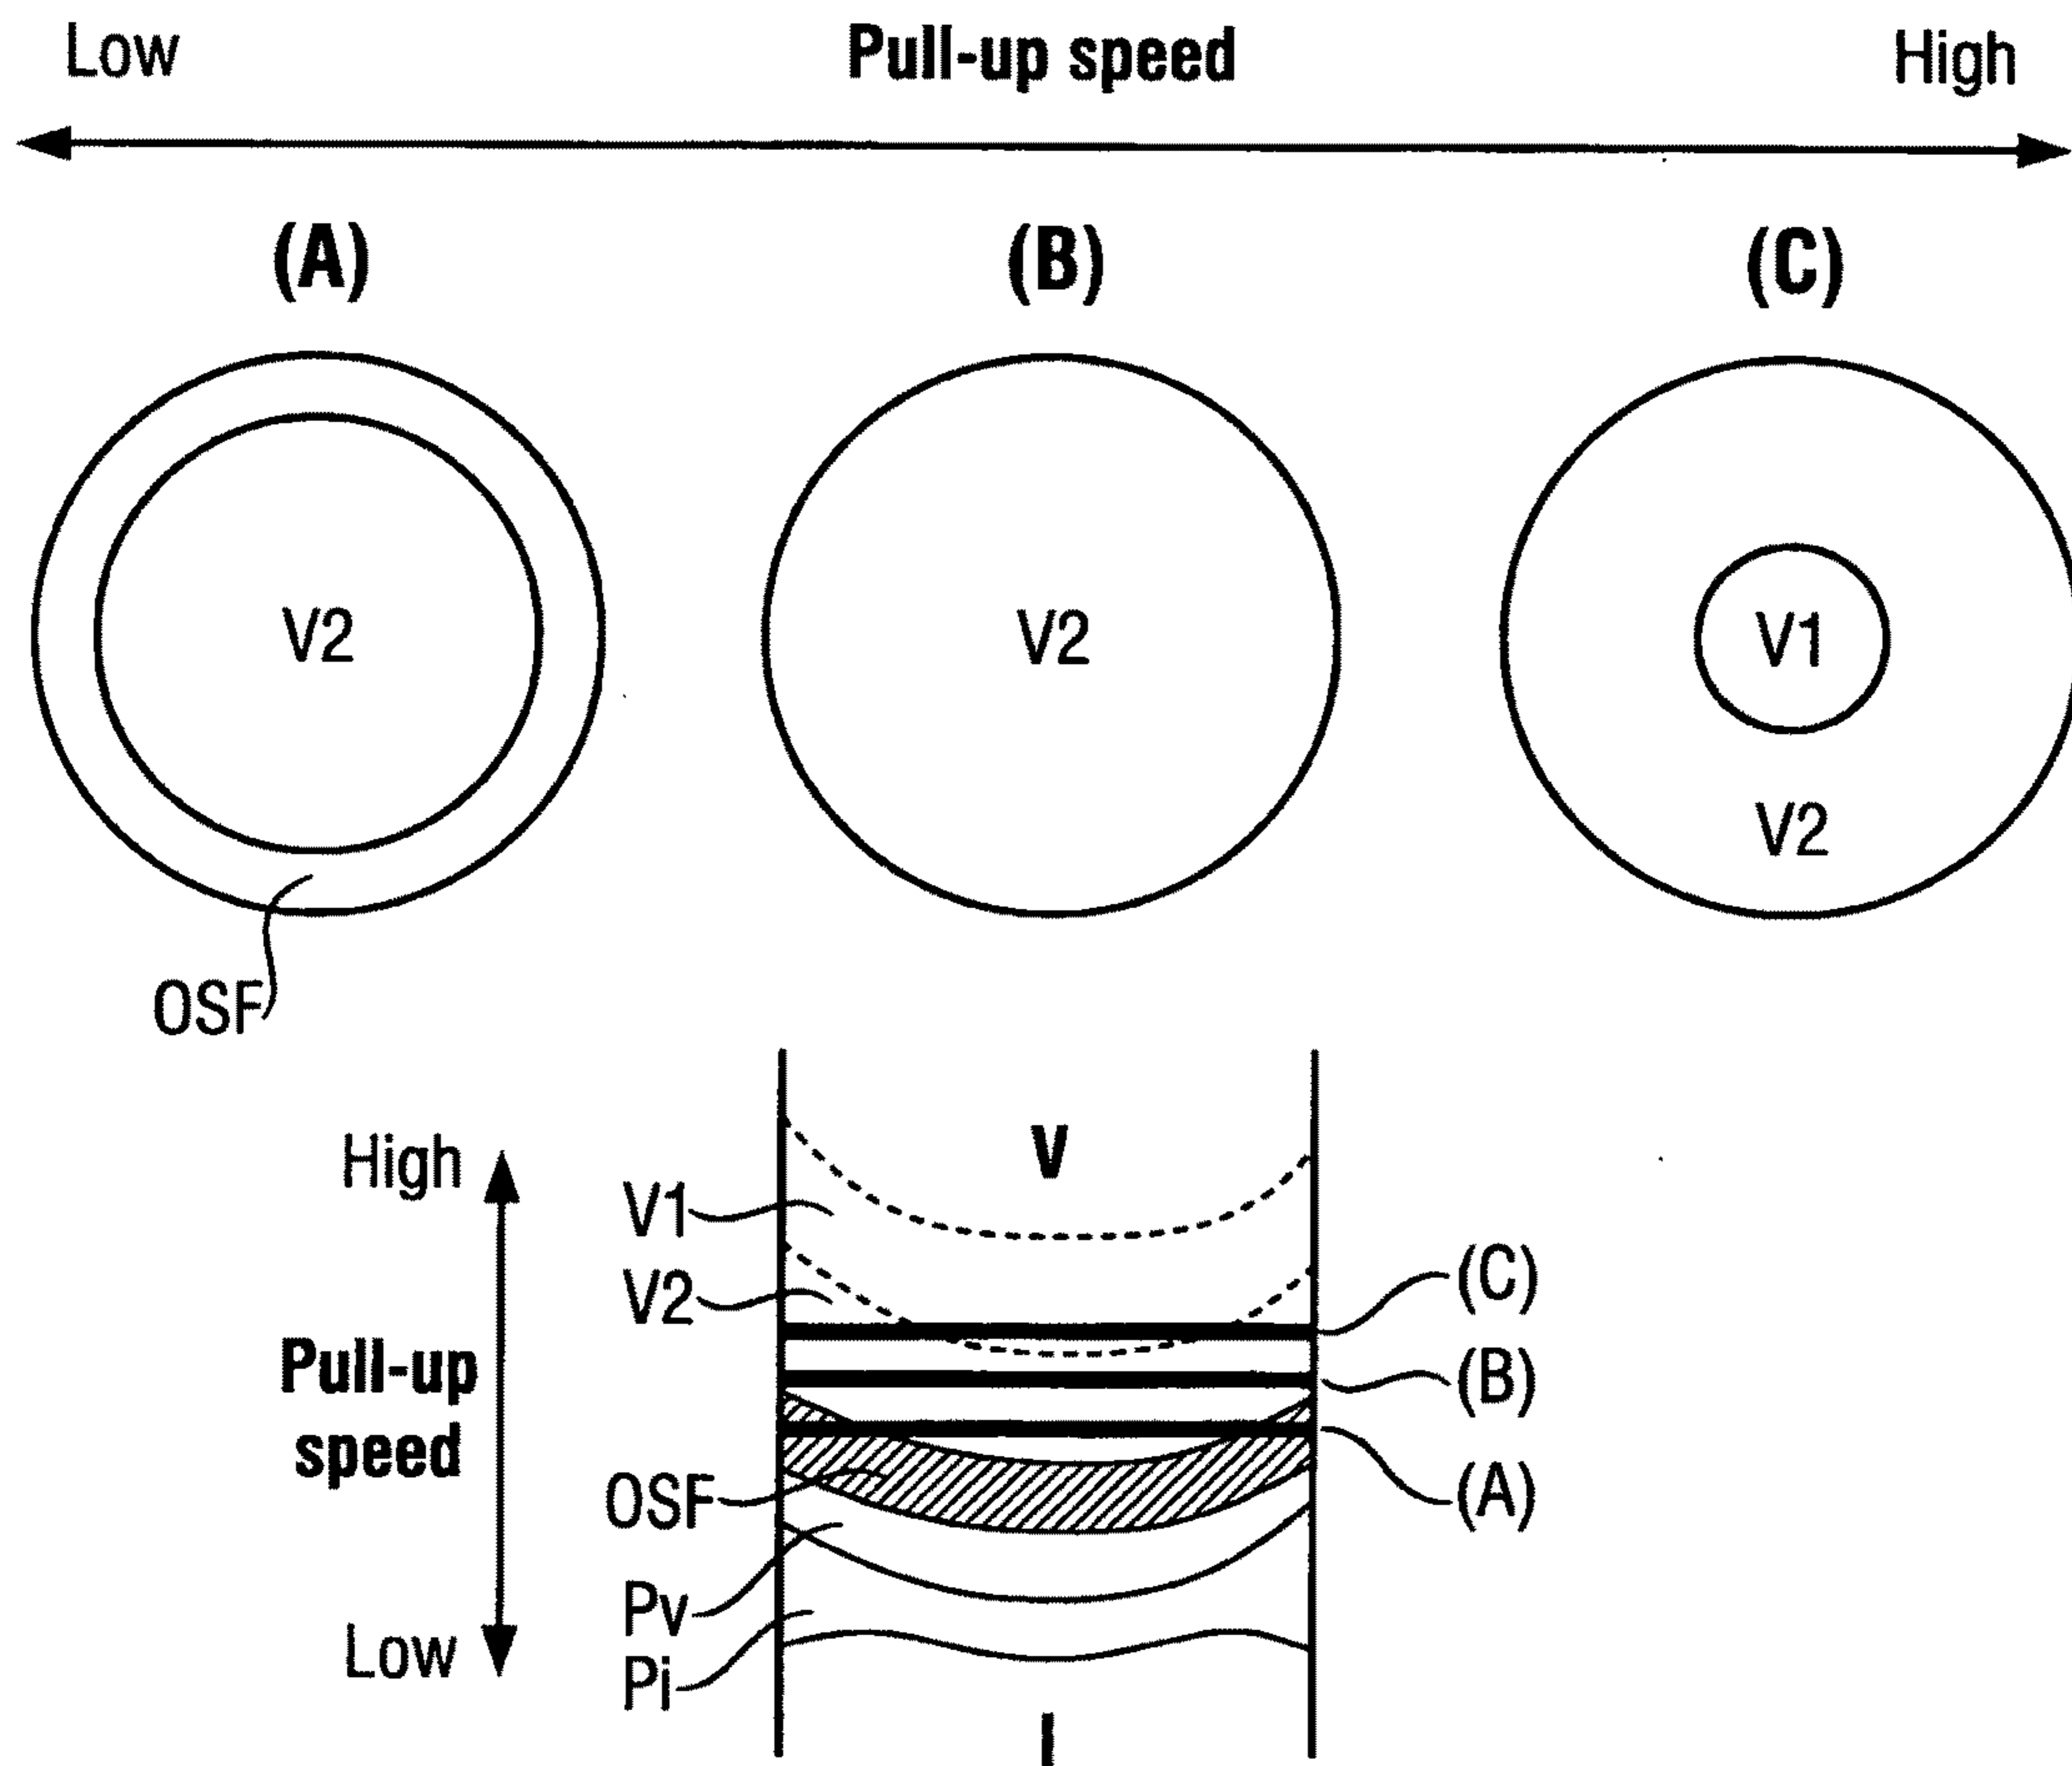 Low Pull-up speed High
(A) (B) (C)
V2 V2 V1
V2
OSF
High
V
V1
V2
(C)
Pull-up
speed
(B)
OSF
(A)
Pv
Low
Pi
I